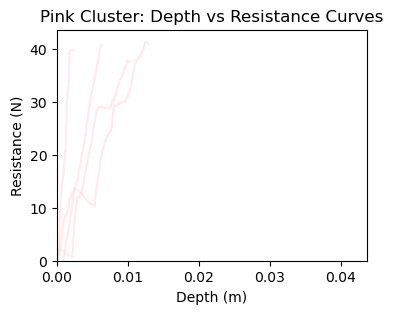 Pink Cluster: Depth vs Resistance Curves
Resistance (N)
40
30
20
10
0
0.00 0.01 0.02 0.03 0.04
Depth (m)